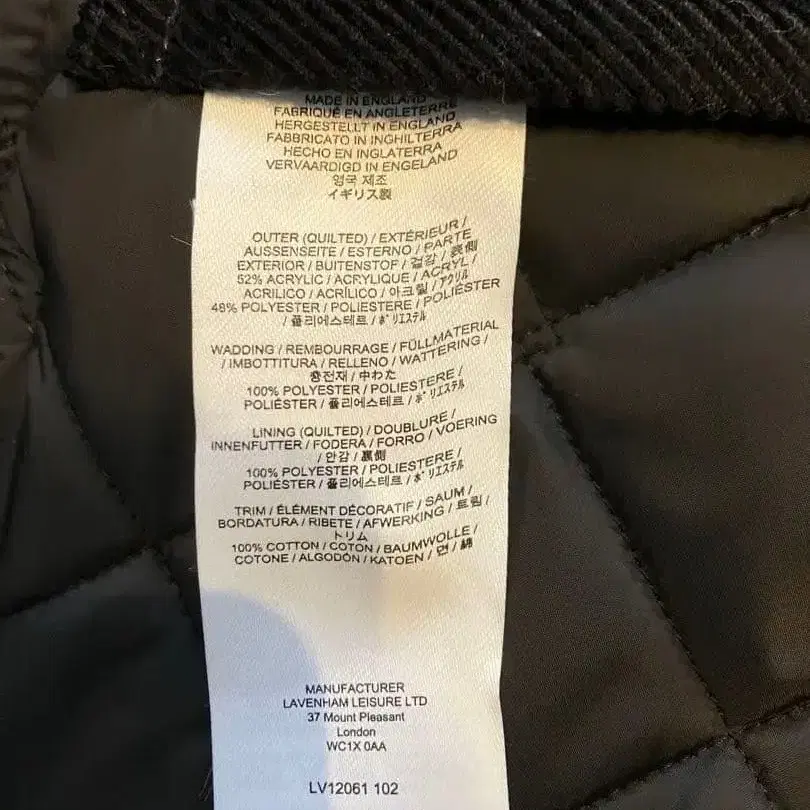 MADE IN ENGLAND
FABRIQUÉ EN ANGLETERRE
HERGESTELLT IN ENGLAND
FABBRICATO IN INGHILTERRA
HECHO EN INGLATERRA
VERVAARDIGD IN ENGELAND
영국 제조
イギリス製
OUTER (QUILTED) / EXTÉRIEUR /
AUSSENSEITE / ESTERNO / PARTE
EXTERIOR / BUITENSTOF / 겉감 / 表側
52% ACRYLIC / ACRYLIQUE / ACRYL /
ACRILICO / ACRÍLICO / 아크릴 / アクリル
48% POLYESTER / POLIESTERE / POLIÉSTER
/ 폴리에스테르 / ポリエステル
WADDING / REMBOURRAGE / FÜLLMATERIAL
/ IMBOTTITURA / RELLENO / WATTERING /
충전재 / 中わた
100% POLYESTER / POLIESTERE /
POLIÉSTER / 폴리에스테르 / ポリエステル
LINING (QUILTED) / DOUBLURE /
INNENFUTTER / FODERA / FORRO / VOERING
/ 안감 / 裏側
100% POLYESTER / POLIESTERE /
POLIÉSTER / 폴리에스테르 / ポリエステル
TRIM / ÉLÉMENT DÉCORATIF / SAUM /
BORDATURA / RIBETE / AFWERKING / 트림 /
トリム
100% COTTON / COTON / BAUMWOLLE /
COTONE / ALGODÓN / KATOEN / 면 / 綿
MANUFACTURER
LAVENHAM LEISURE LTD
37 Mount Pleasant
London
WC1X 0AA
LV12061 102